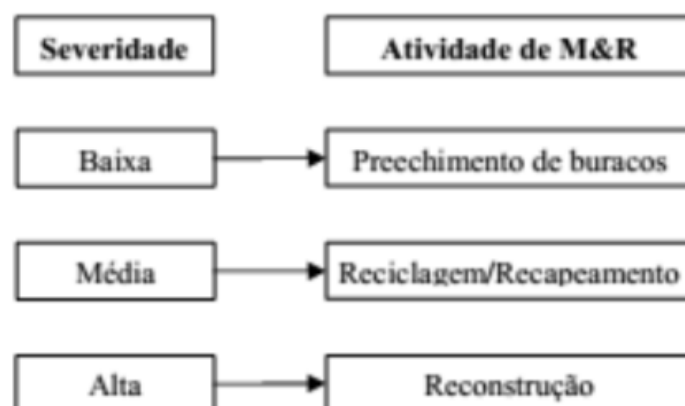 Severidade Atividade de M&R
Baixa Preechimento de buracos
Média Reciclagem/Recapeamento
Alta Reconstrução